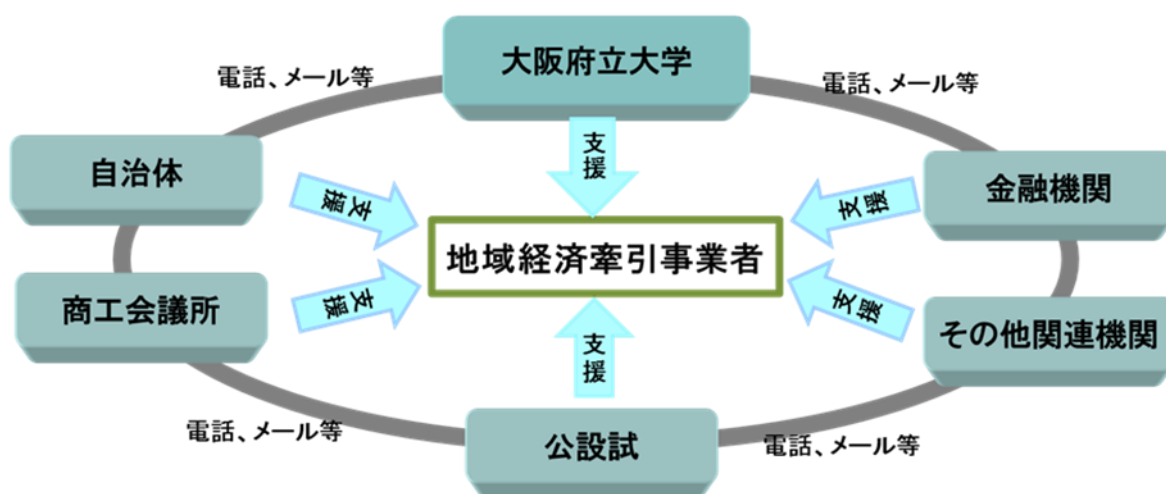 大阪府立大学
電話、メール等
電話、メール等
支援
自治体
金融機関
支援
支援
地域経済牽引事業者
商工会議所
支援
支援
その他関連機関
支援
公設試
電話、メール等
電話、メール等